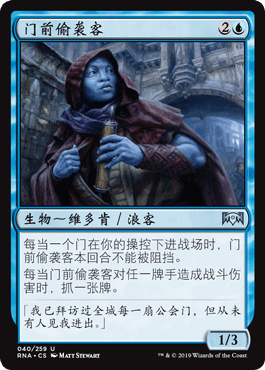 门前偷袭客 2
生物～维多肯／浪客
每当一个门在你的操控下进战场时，门
前偷袭客本回合不能被阻挡。
每当门前偷袭客对任一牌手造成战斗伤
害时，抓一张牌。
「我已拜访过全城每一扇公会门，但从未
有人见我进出。」
1/3
040/259 U
RNA • CS MATT STEWART
™ & © 2019 Wizards of the Coast